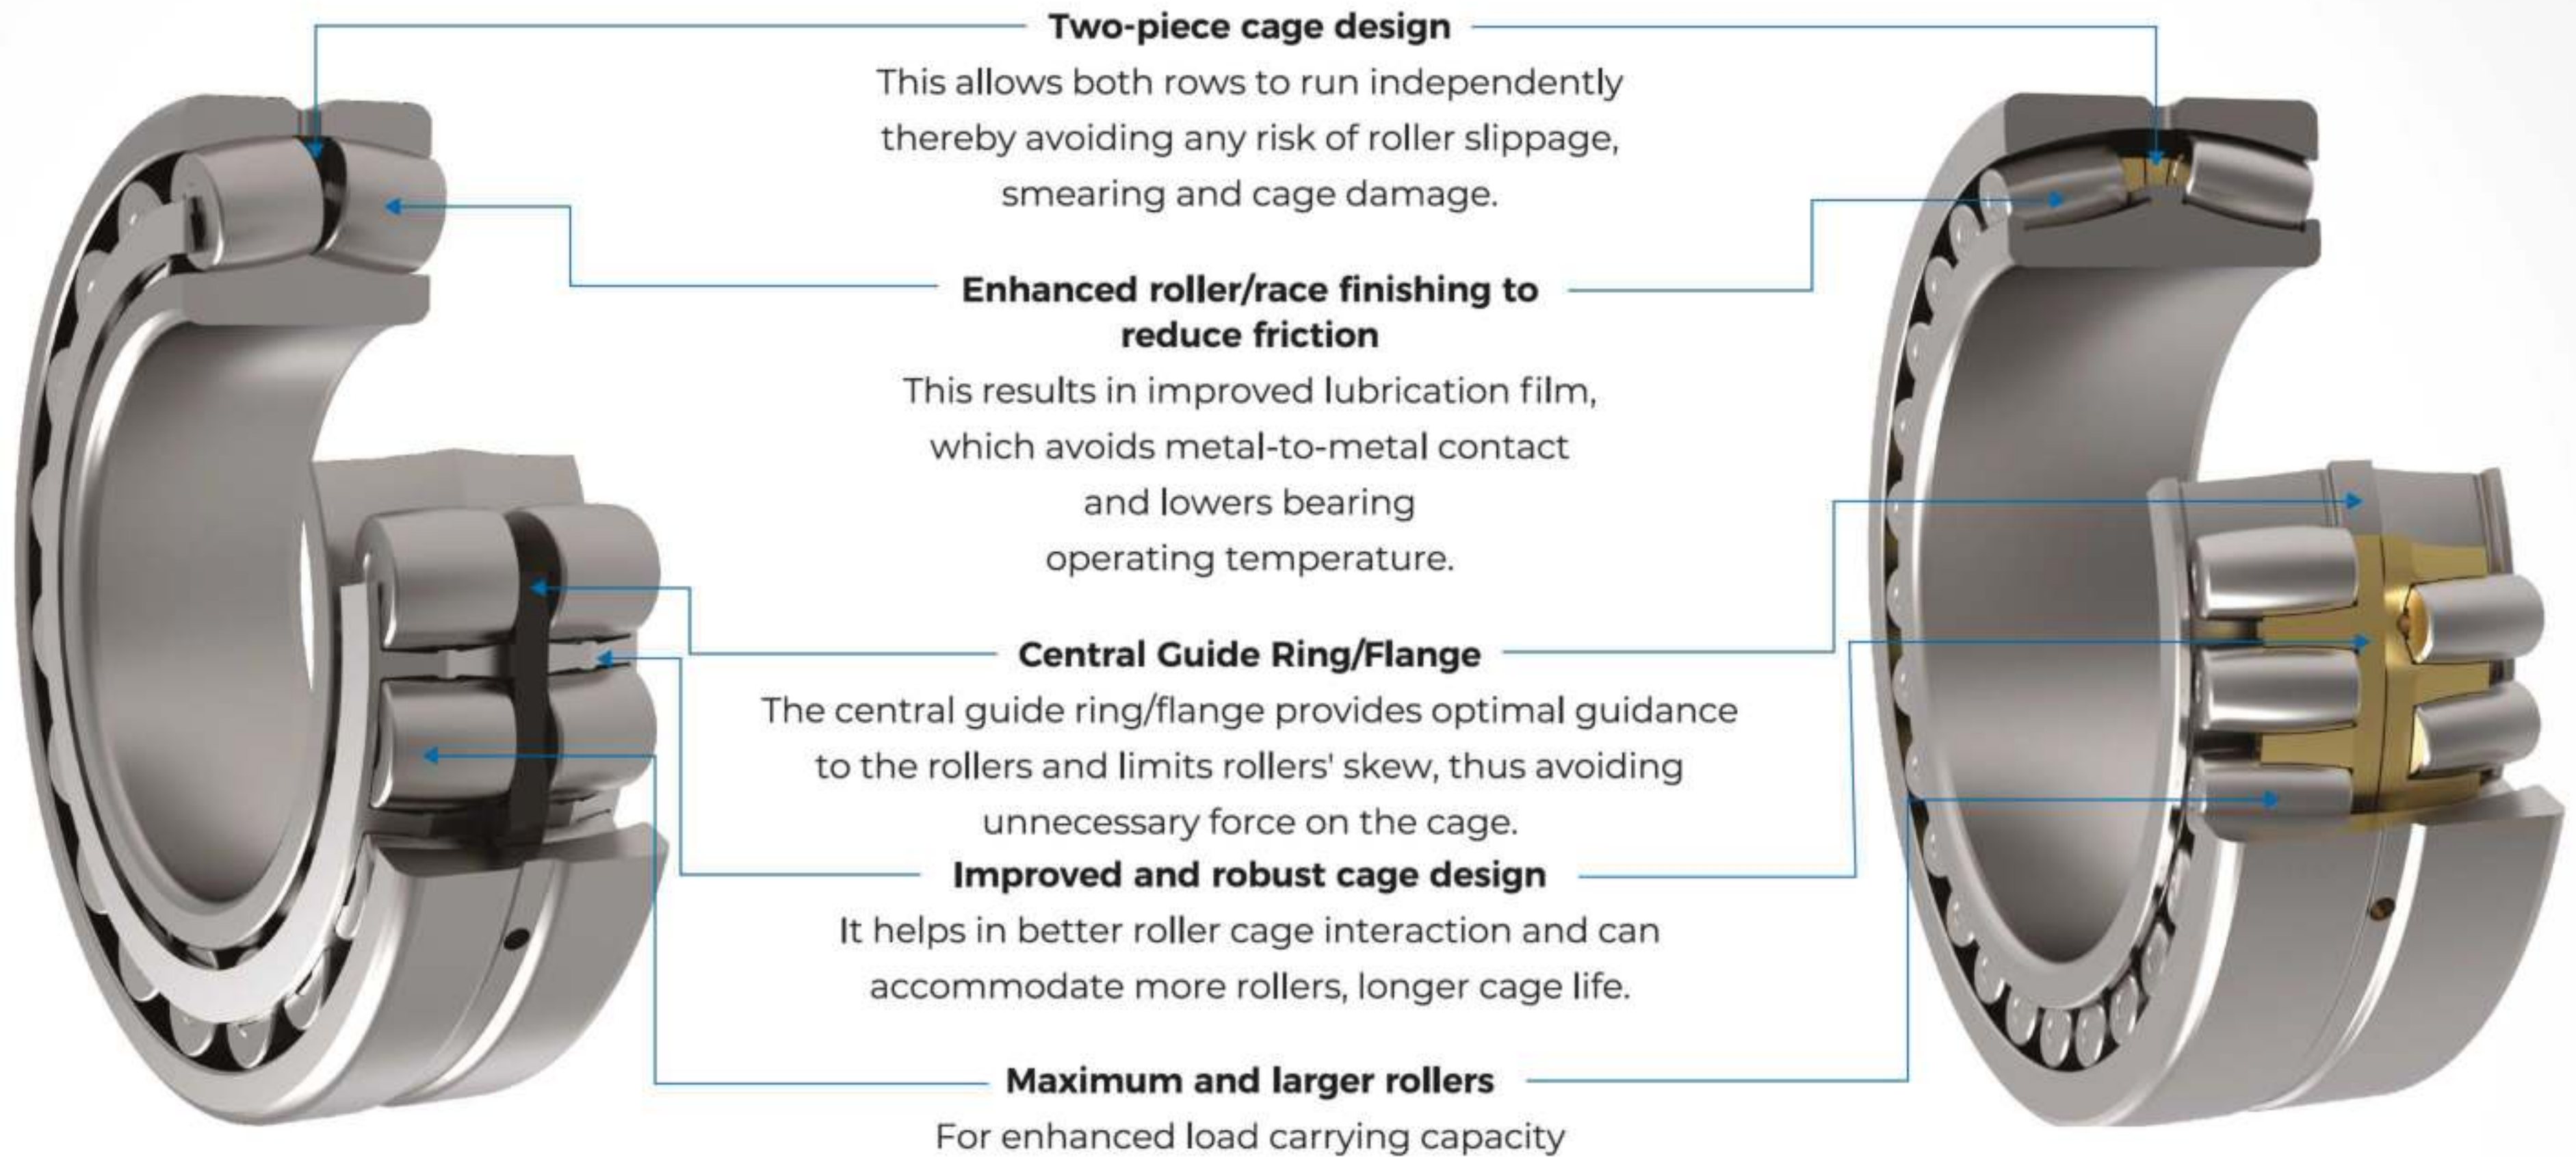 Two-piece cage design
This allows both rows to run independently
thereby avoiding any risk of roller slippage,
smearing and cage damage.
Enhanced roller/race finishing to
reduce friction
This results in improved lubrication film,
which avoids metal-to-metal contact
and lowers bearing
operating temperature.
Central Guide Ring/Flange
The central guide ring/flange provides optimal guidance
to the rollers and limits rollers' skew, thus avoiding
unnecessary force on the cage.
Improved and robust cage design
It helps in better roller cage interaction and can
accommodate more rollers, longer cage life.
Maximum and larger rollers
For enhanced load carrying capacity